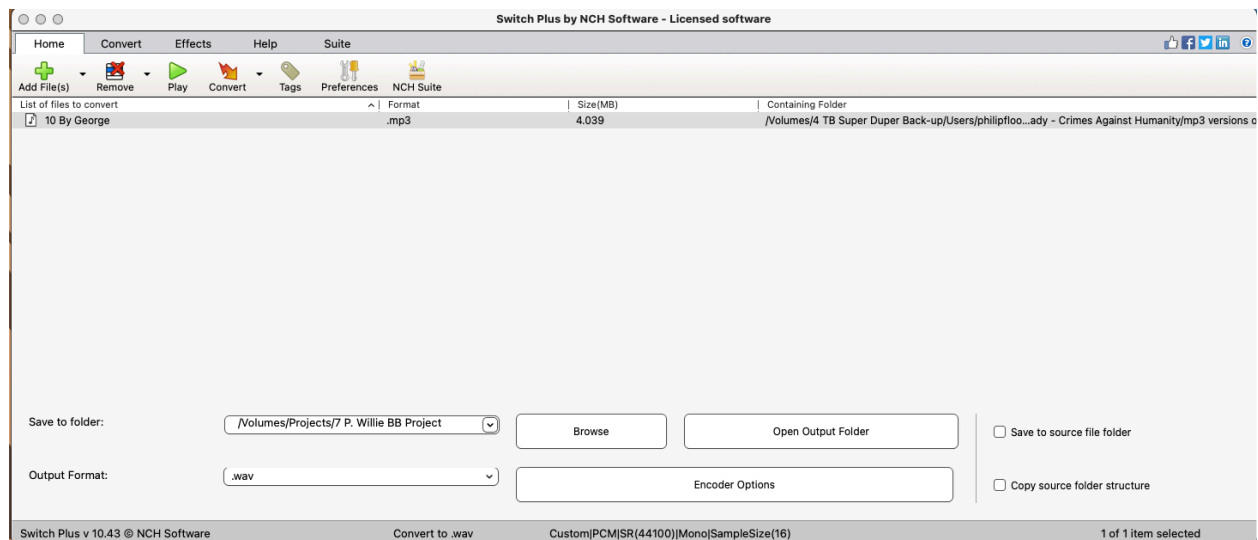 Switch Plus by NCH Software - Licensed software
Home Convert Effects Help Suite
Add File(s) Remove Play Convert Tags Preferences NCH Suite
List of files to convert Format Size(MB) Containing Folder
10 By George .mp3 4.039 /Volumes/4 TB Super Duper Back-up/Users/philipfloo...ady - Crimes Against Humanity/mp3 versions o
Save to folder: /Volumes/Projects/7 P. Willie BB Project Browse Open Output Folder Save to source file folder
Output Format: .wav Encoder Options Copy source folder structure
Switch Plus v 10.43 © NCH Software Convert to .wav Custom|PCM|SR(44100)|Mono|SampleSize(16) 1 of 1 item selected